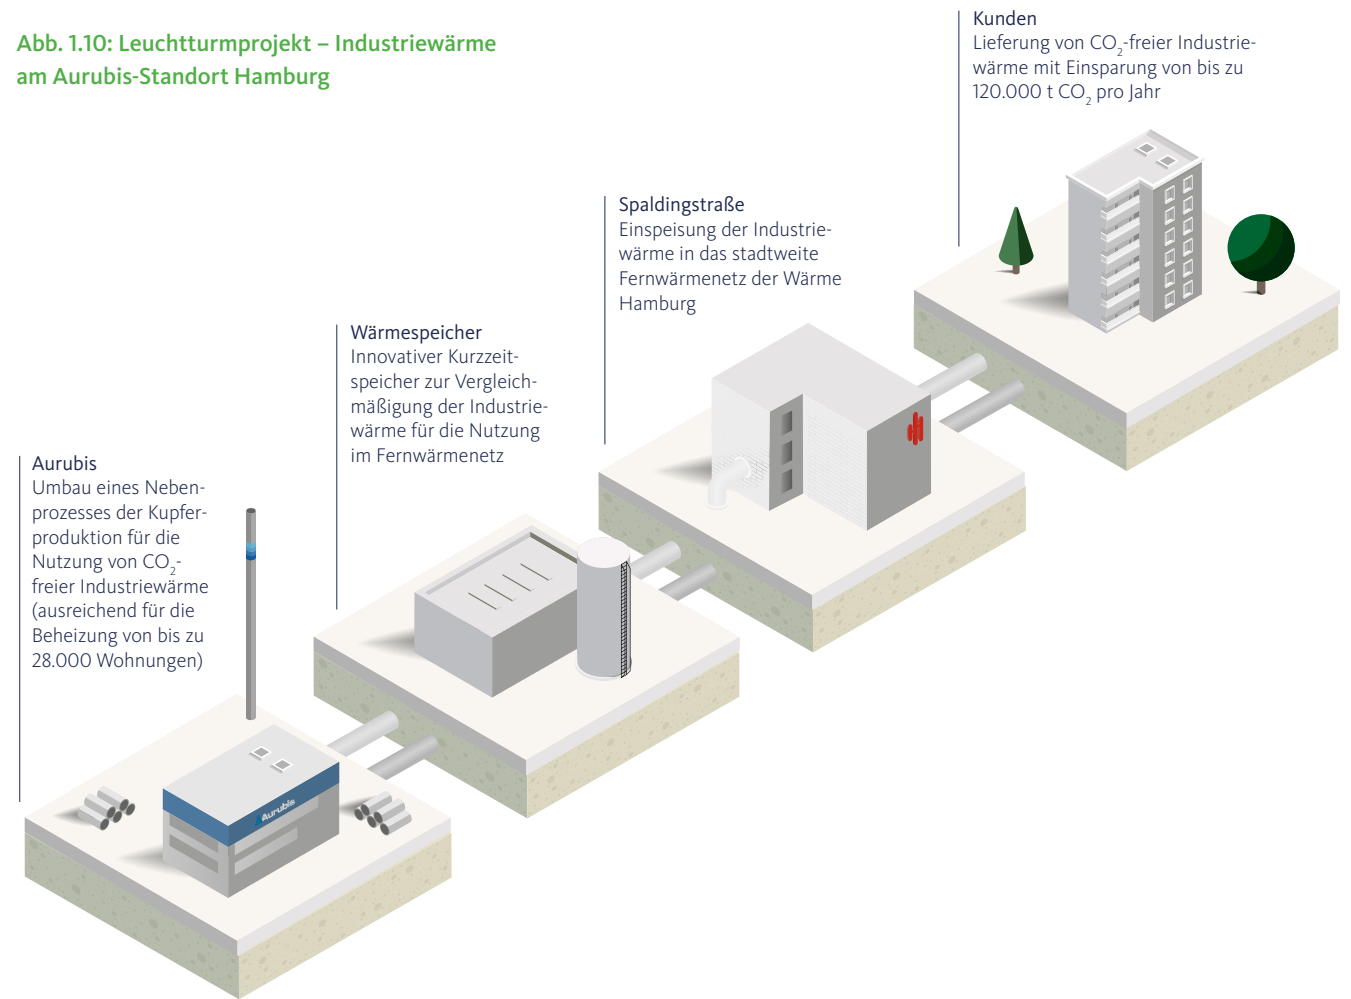 Abb. 1.10: Leuchtturmprojekt – Industriewärme
am Aurubis-Standort Hamburg
Kunden
Lieferung von CO₂-freier Industrie-
wärme mit Einsparung von bis zu
120.000 t CO₂ pro Jahr
Spaldingstraße
Einspeisung der Industrie-
wärme in das stadtweite
Fernwärmenetz der Wärme
Hamburg
Wärmespeicher
Innovativer Kurzzeit-
speicher zur Vergleich-
mäßigung der Industrie-
wärme für die Nutzung
im Fernwärmenetz
Aurubis
Umbau eines Neben-
prozesses der Kupfer-
produktion für die
Nutzung von CO₂-
freier Industriewärme
(ausreichend für die
Beheizung von bis zu
28.000 Wohnungen)
Aurubis